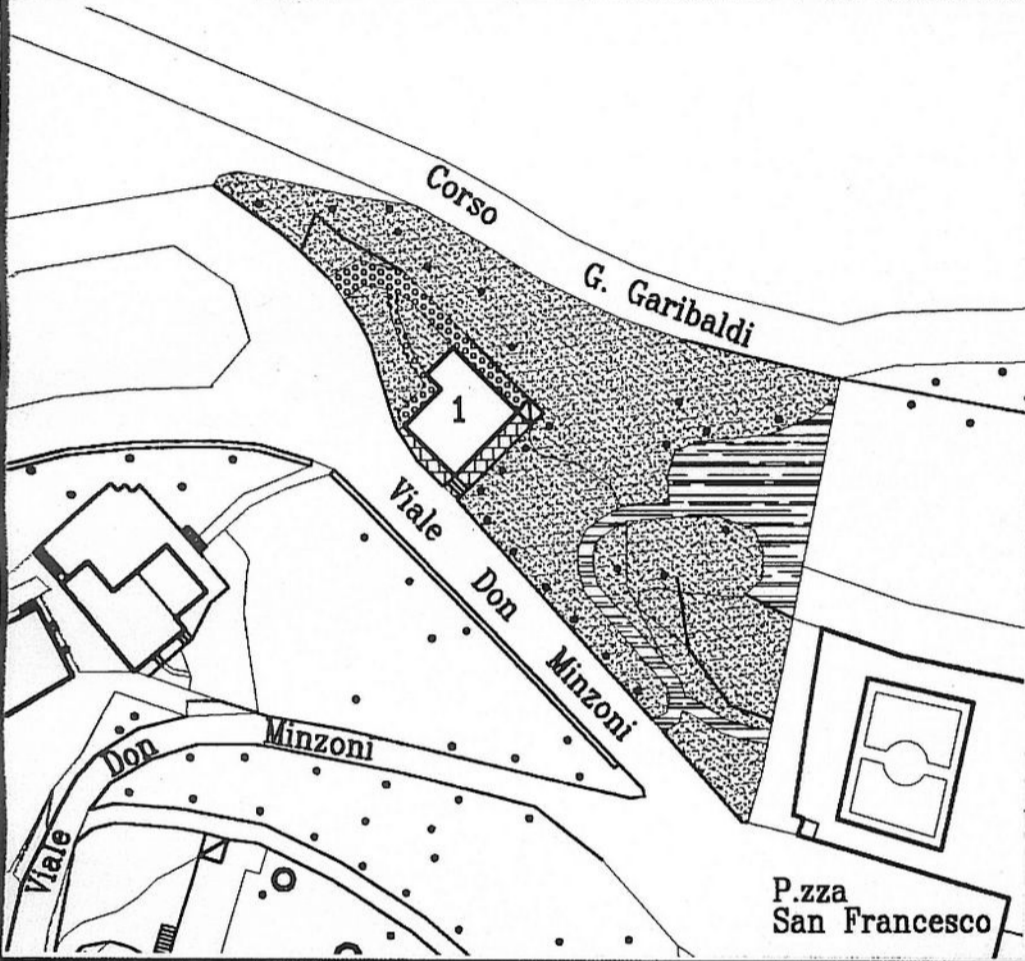 Corso
G. Garibaldi
1
Viale
Don
Minzoni
Viale
Don
Minzoni
P.zza
San Francesco